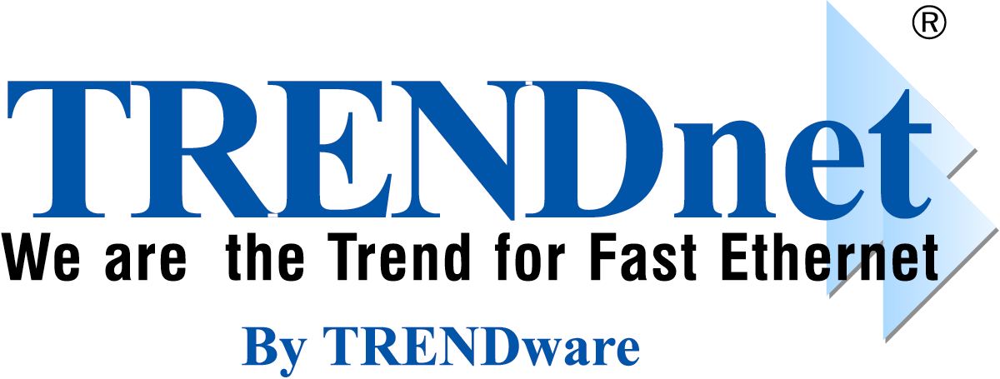 TRENDnet®
We are the Trend for Fast Ethernet
By TRENDware